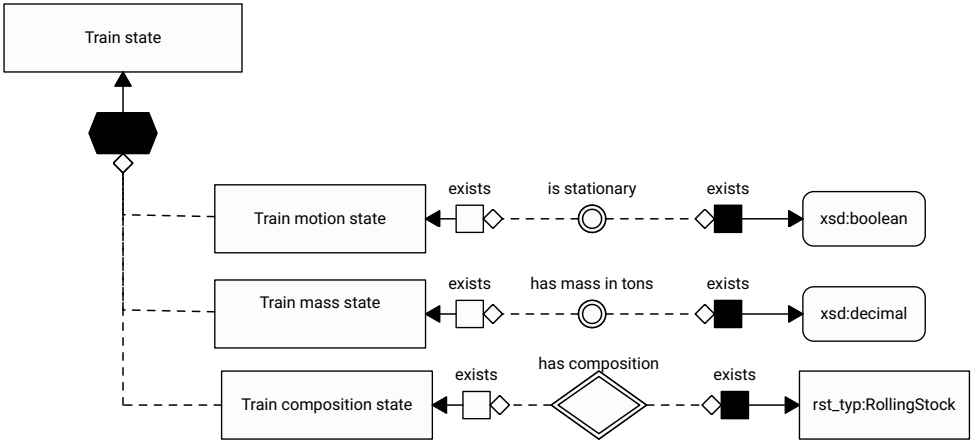 Train state
exists
is stationary
exists
Train motion state
xsd:boolean
exists
has mass in tons
exists
Train mass state
xsd:decimal
exists
has composition
exists
Train composition state
rst_typ:RollingStock